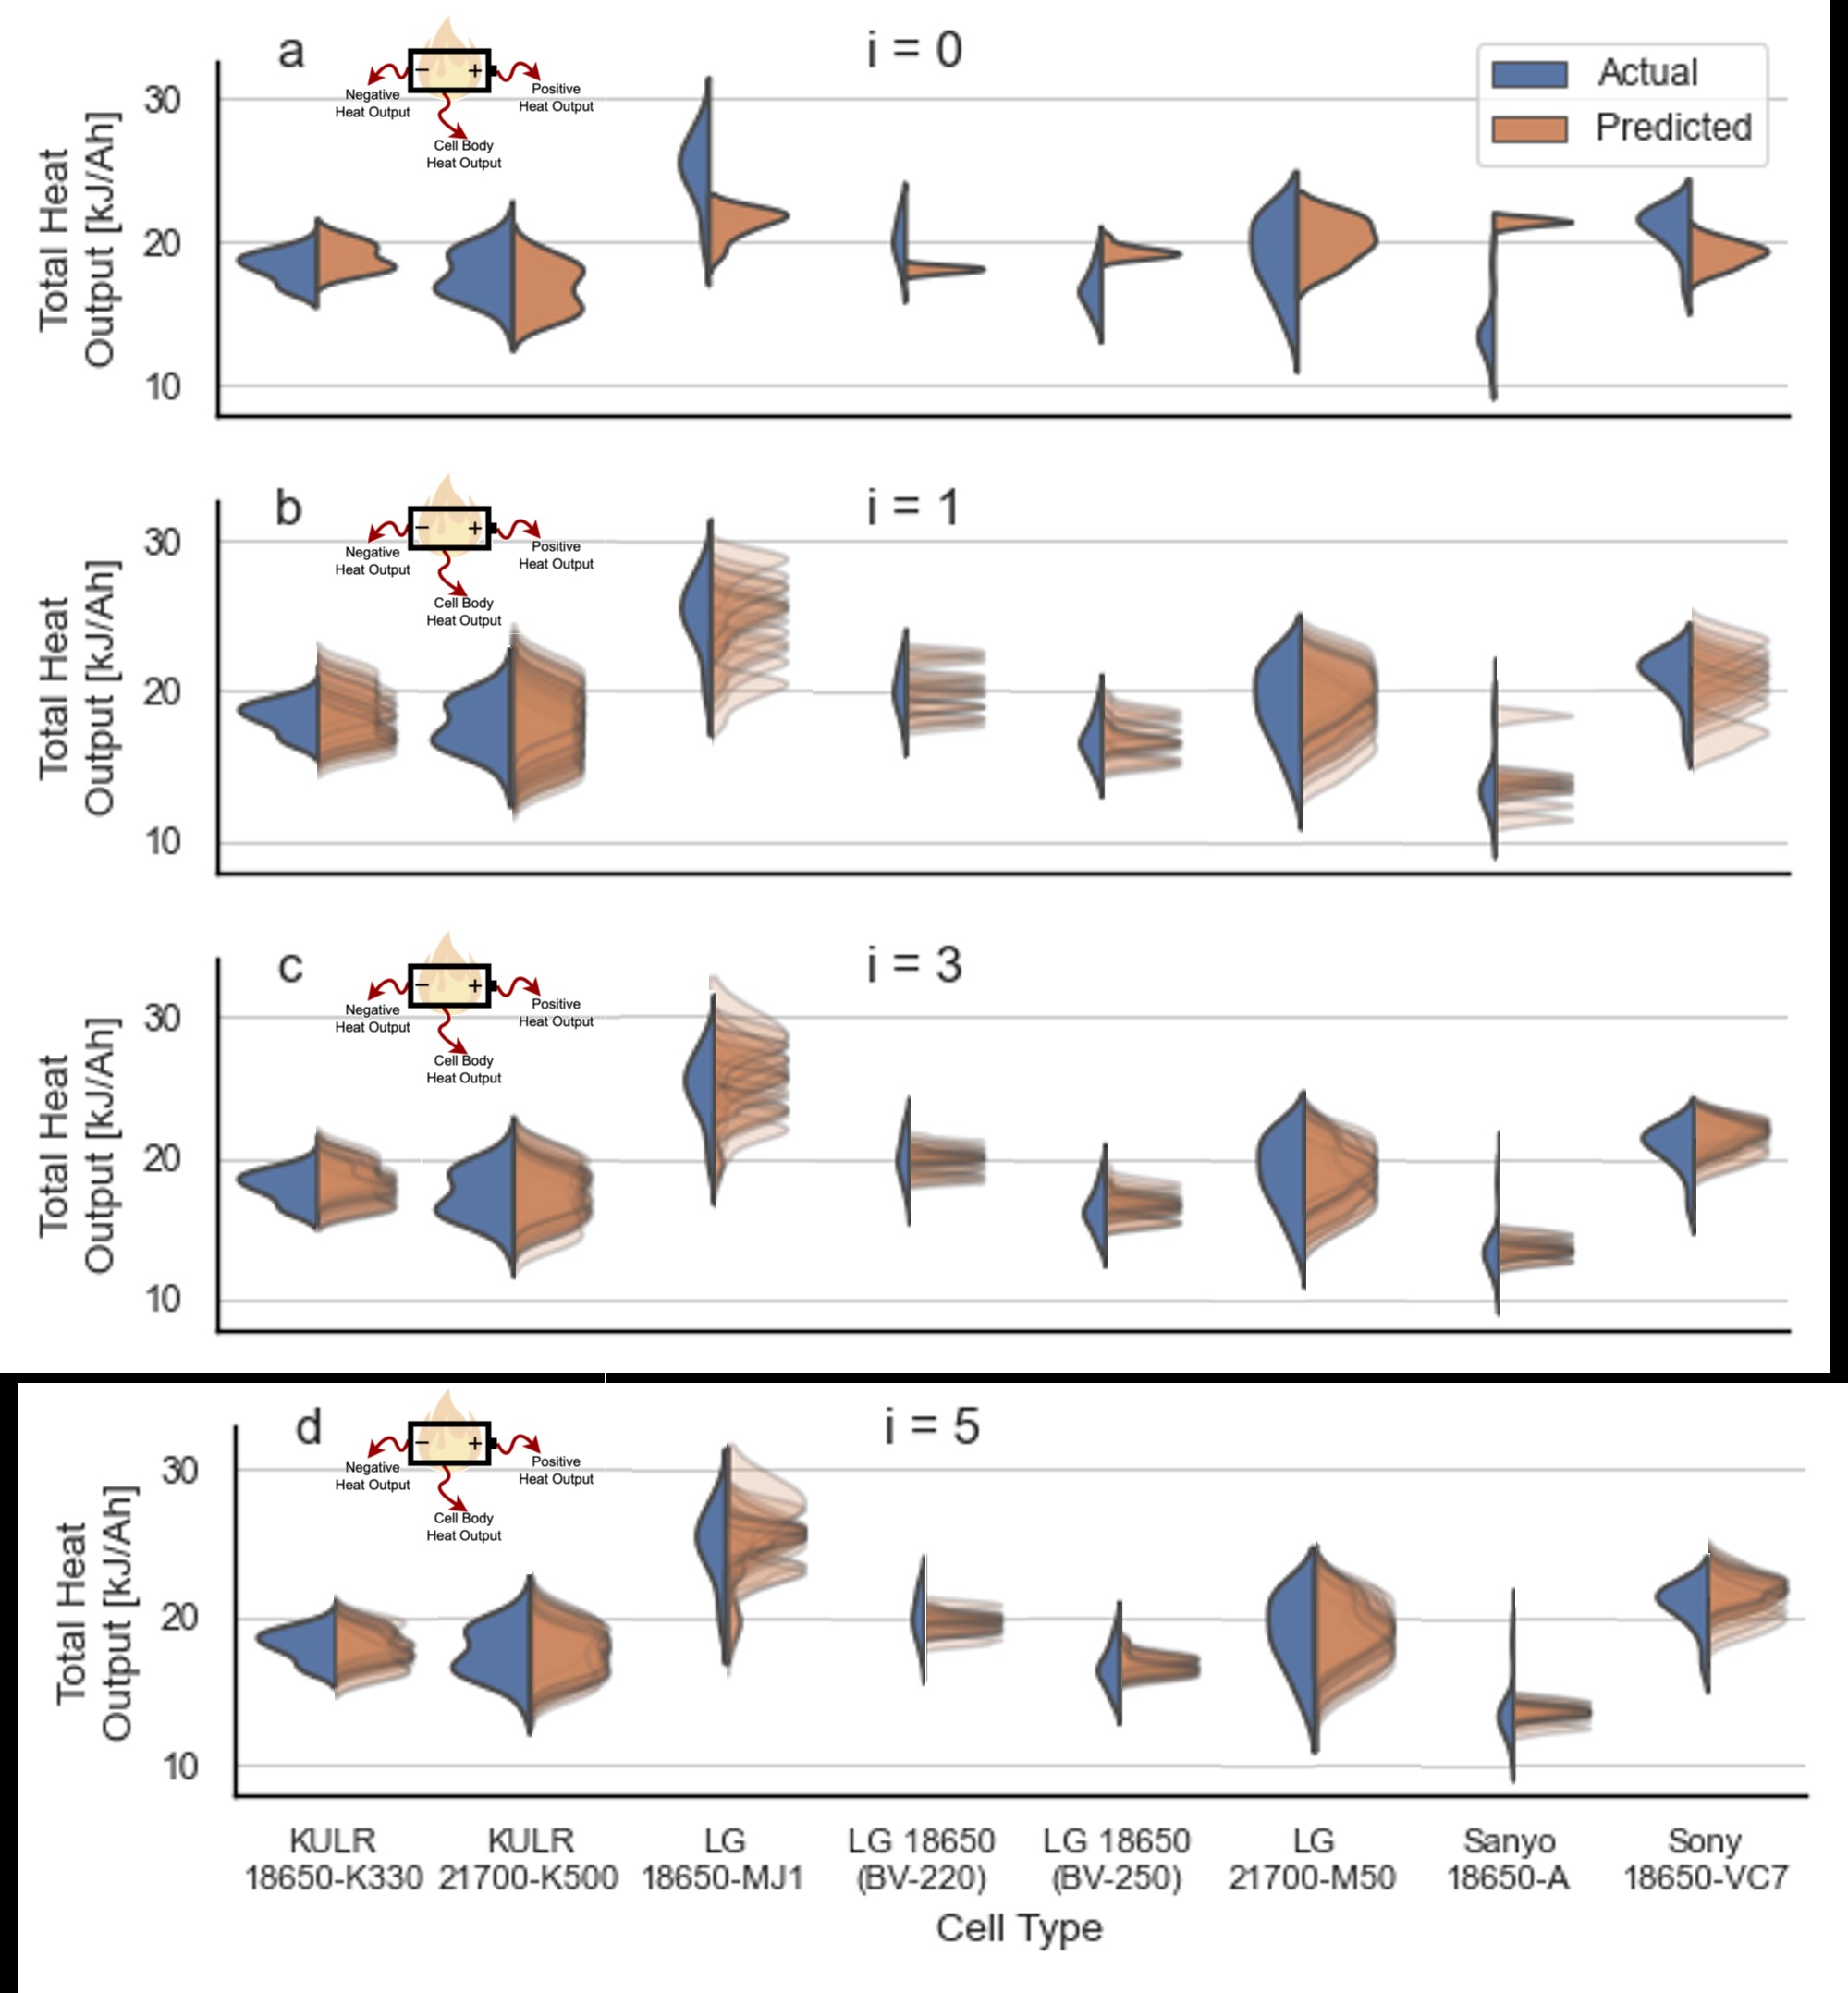 a
i = 0
Actual
Predicted
Total Heat
Output [kJ/Ah]
30
20
10
−
+
Negative
Heat Output
Positive
Heat Output
Cell Body
Heat Output
b
i = 1
Total Heat
Output [kJ/Ah]
30
20
10
−
+
Negative
Heat Output
Positive
Heat Output
Cell Body
Heat Output
c
i = 3
Total Heat
Output [kJ/Ah]
30
20
10
−
+
Negative
Heat Output
Positive
Heat Output
Cell Body
Heat Output
d
i = 5
Total Heat
Output [kJ/Ah]
30
20
10
−
+
Negative
Heat Output
Positive
Heat Output
Cell Body
Heat Output
KULR
18650-K330
KULR
21700-K500
LG
18650-MJ1
LG 18650
(BV-220)
LG 18650
(BV-250)
LG
21700-M50
Sanyo
18650-A
Sony
18650-VC7
Cell Type